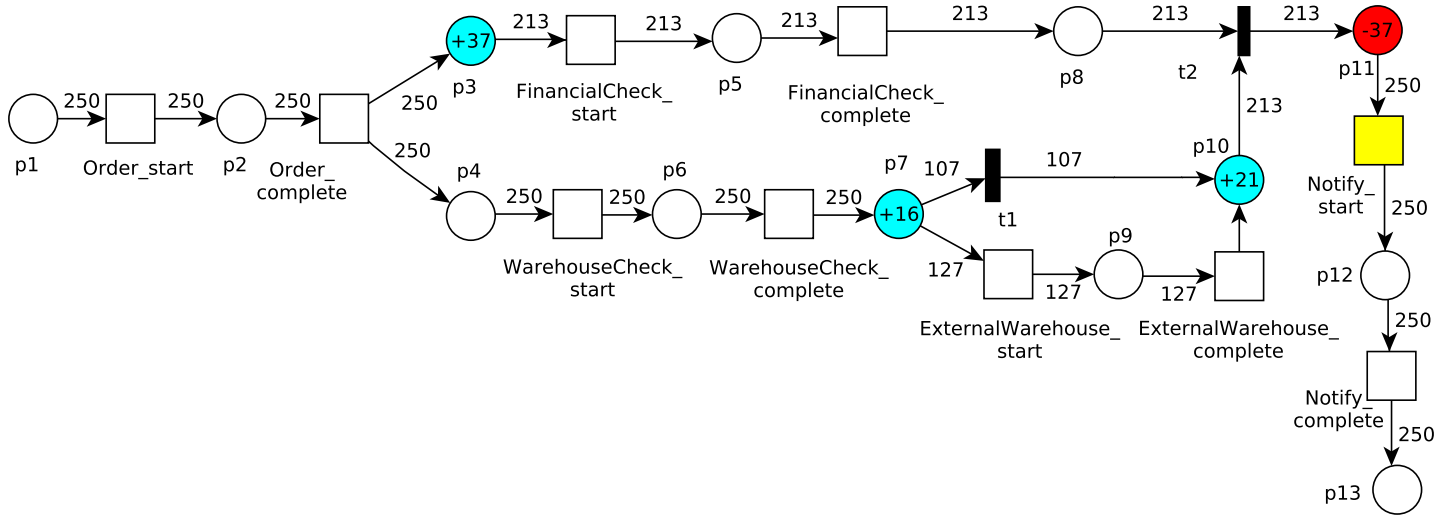 213
213
213
213
213
213
+37
-37
p3
p5
p8
t2
p11
FinancialCheck_
start
FinancialCheck_
complete
250
250
250
250
250
p1
Order_start
p2
Order_
complete
250
213
p10
p4
p6
p7
107
107
250
250
250
250
+16
+21
t1
Notify_
start
250
127
p9
127
127
WarehouseCheck_
start
WarehouseCheck_
complete
p12
ExternalWarehouse_
start
ExternalWarehouse_
complete
250
Notify_
complete
250
p13